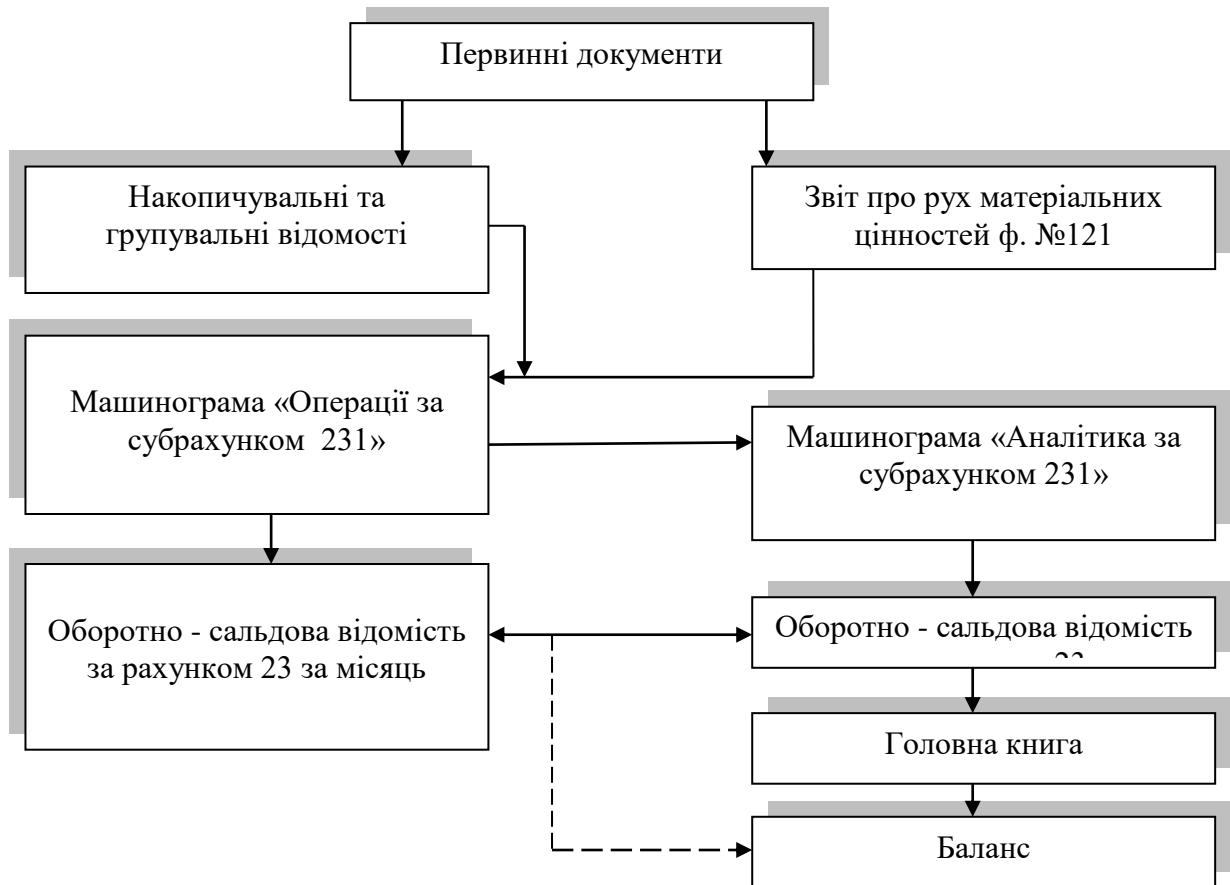 Первинні документи
Накопичувальні та
групувальні відомості
Звіт про рух матеріальних
цінностей ф. №121
Машинограма «Операції за
субрахунком 231»
Машинограма «Аналітика за
субрахунком 231»
Оборотно - сальдова відомість
за рахунком 23 за місяць
Оборотно - сальдова відомість
Головна книга
Баланс